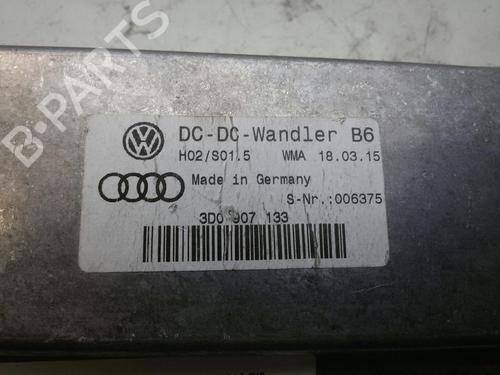 B-PARTS
DC-DC-Wandler B6
H02/S01.5 WMA 18.03.15
Made in Germany
S-Nr.:006375
3D0 907 133